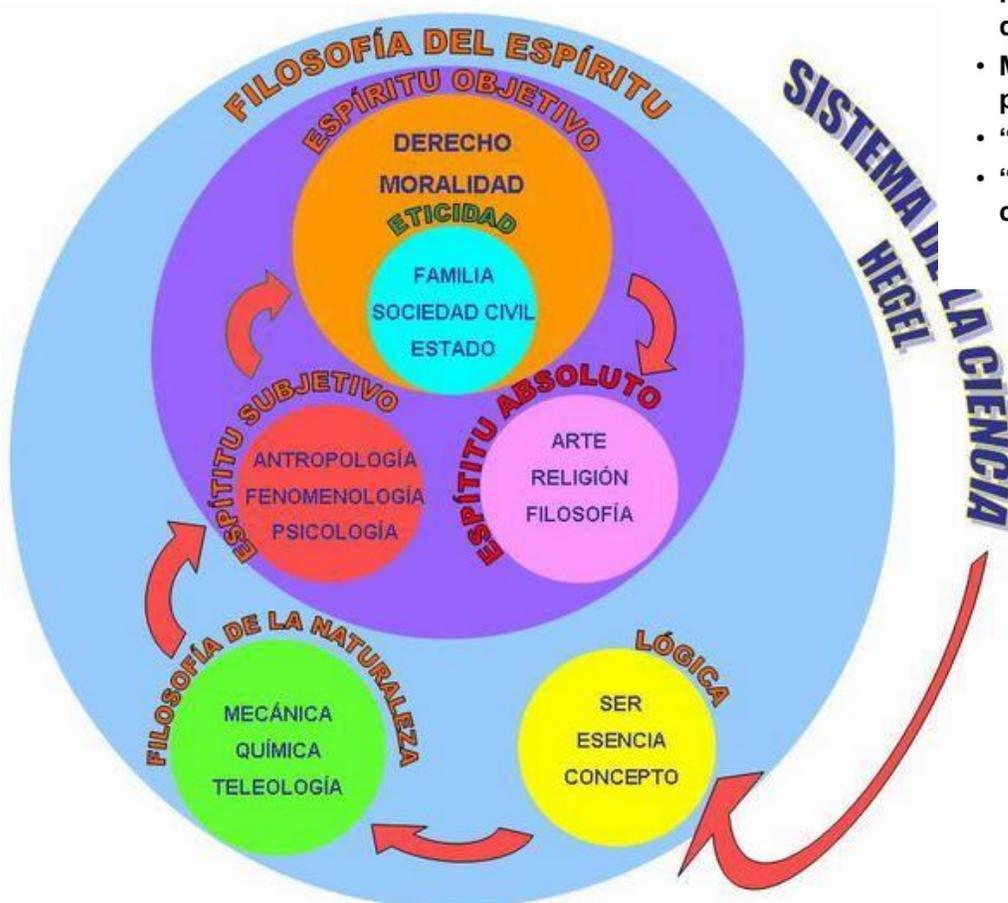 FILOSOFÍA DEL ESPÍRITU
ESPÍRITU OBJETIVO
DERECHO
MORALIDAD
ETICIDAD
FAMILIA
SOCIEDAD CIVIL
ESTADO
ESPÍTITU SUBJETIVO
ANTROPOLOGÍA
FENOMENOLOGÍA
PSICOLOGÍA
ESPÍTITU ABSOLUTO
ARTE
RELIGIÓN
FILOSOFÍA
FILOSOFÍA DE LA NATURALEZA
MECÁNICA
QUÍMICA
TELEOLOGÍA
LÓGICA
SER
ESENCIA
CONCEPTO
SISTEMA DE LA CIENCIA
HEGEL